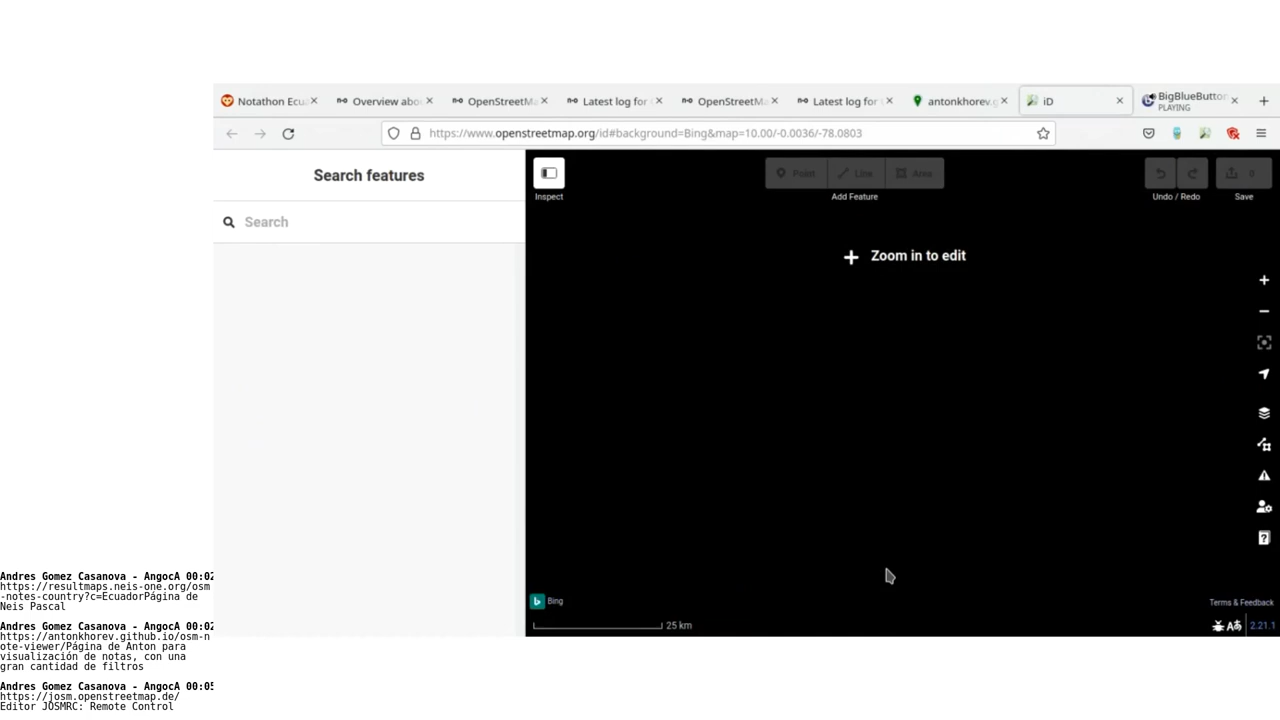 Notathon Ecu
Overview abo
OpenStreetMa
Latest log for
OpenStreetMa
Latest log for
antonkhorev.g
iD
BigBlueButton
PLAYING
https://www.openstreetmap.org/id#background=Bing&map=10.00/-0.0036/-78.0803
Search features
Search
Inspect
Point
Line
Area
Add Feature
Undo / Redo
0
Save
Zoom in to edit
Bing
Terms & Feedback
25 km
2.21.1
Andres Gomez Casanova - AngocA 00:02
https://resultmaps.neis-one.org/osm
-notes-country?c=EcuadorPágina de
Neis Pascal
Andres Gomez Casanova - AngocA 00:02
https://antonkhorev.github.io/osm-n
ote-viewer/Página de Anton para
visualización de notas, con una
gran cantidad de filtros
Andres Gomez Casanova - AngocA 00:05
https://josm.openstreetmap.de/
Editor JOSMRC: Remote Control